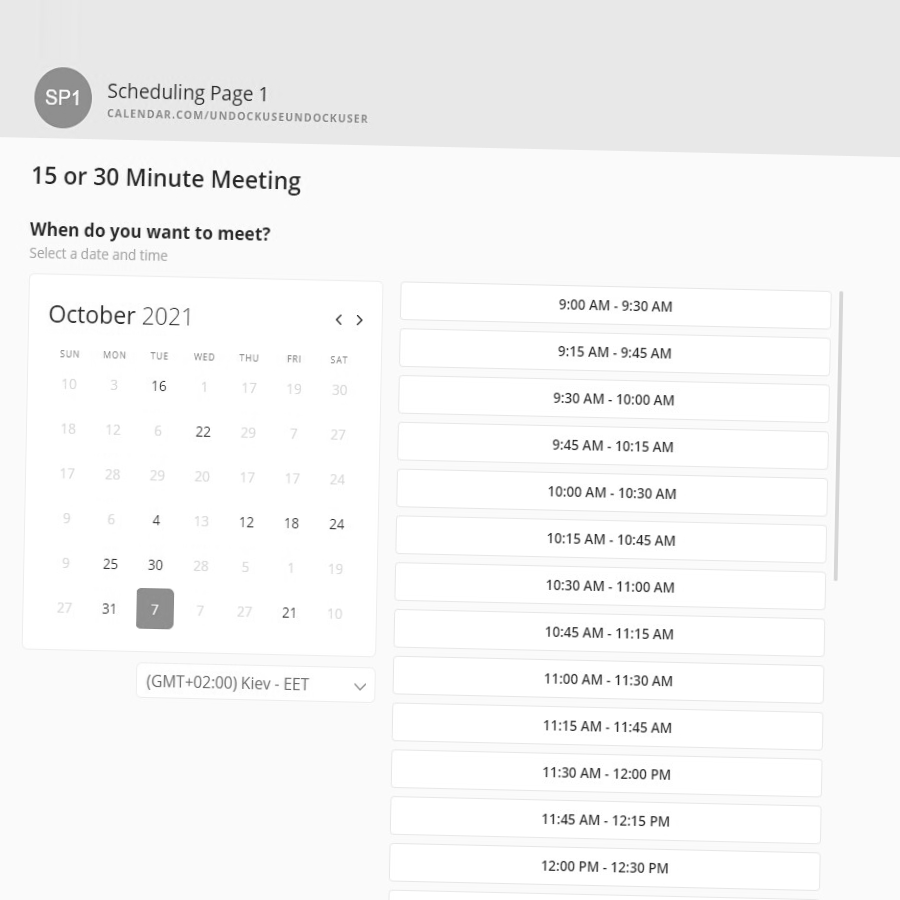 SP1
Scheduling Page 1
CALENDAR.COM/UNDOCKUSEUNDOCKUSER
15 or 30 Minute Meeting
When do you want to meet?
Select a date and time
October 2021
SUN MON TUE WED THU FRI SAT
10 3 16 1 17 19 30
18 12 6 22 29 7 27
17 28 29 20 17 17 24
9 6 4 13 12 18 24
9 25 30 28 5 1 19
27 31 7 7 27 21 10
(GMT+02:00) Kiev - EET
9:00 AM - 9:30 AM
9:15 AM - 9:45 AM
9:30 AM - 10:00 AM
9:45 AM - 10:15 AM
10:00 AM - 10:30 AM
10:15 AM - 10:45 AM
10:30 AM - 11:00 AM
10:45 AM - 11:15 AM
11:00 AM - 11:30 AM
11:15 AM - 11:45 AM
11:30 AM - 12:00 PM
11:45 AM - 12:15 PM
12:00 PM - 12:30 PM